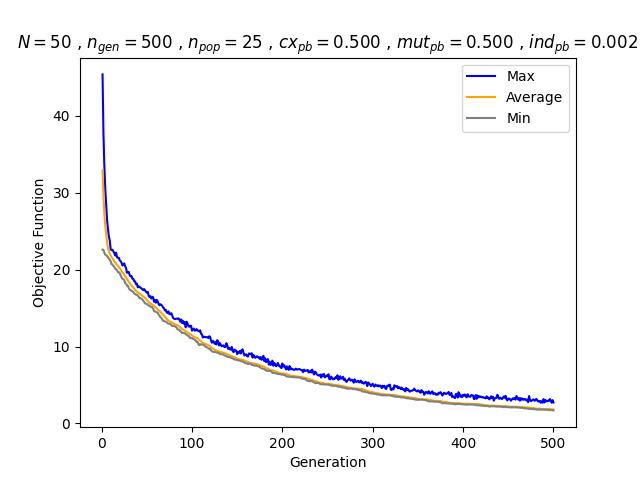 N = 50 , n_gen = 500 , n_pop = 25 , cx_pb = 0.500 , mut_pb = 0.500 , ind_pb = 0.002
Max
Average
Min
40
30
20
10
0
Objective Function
0 100 200 300 400 500
Generation